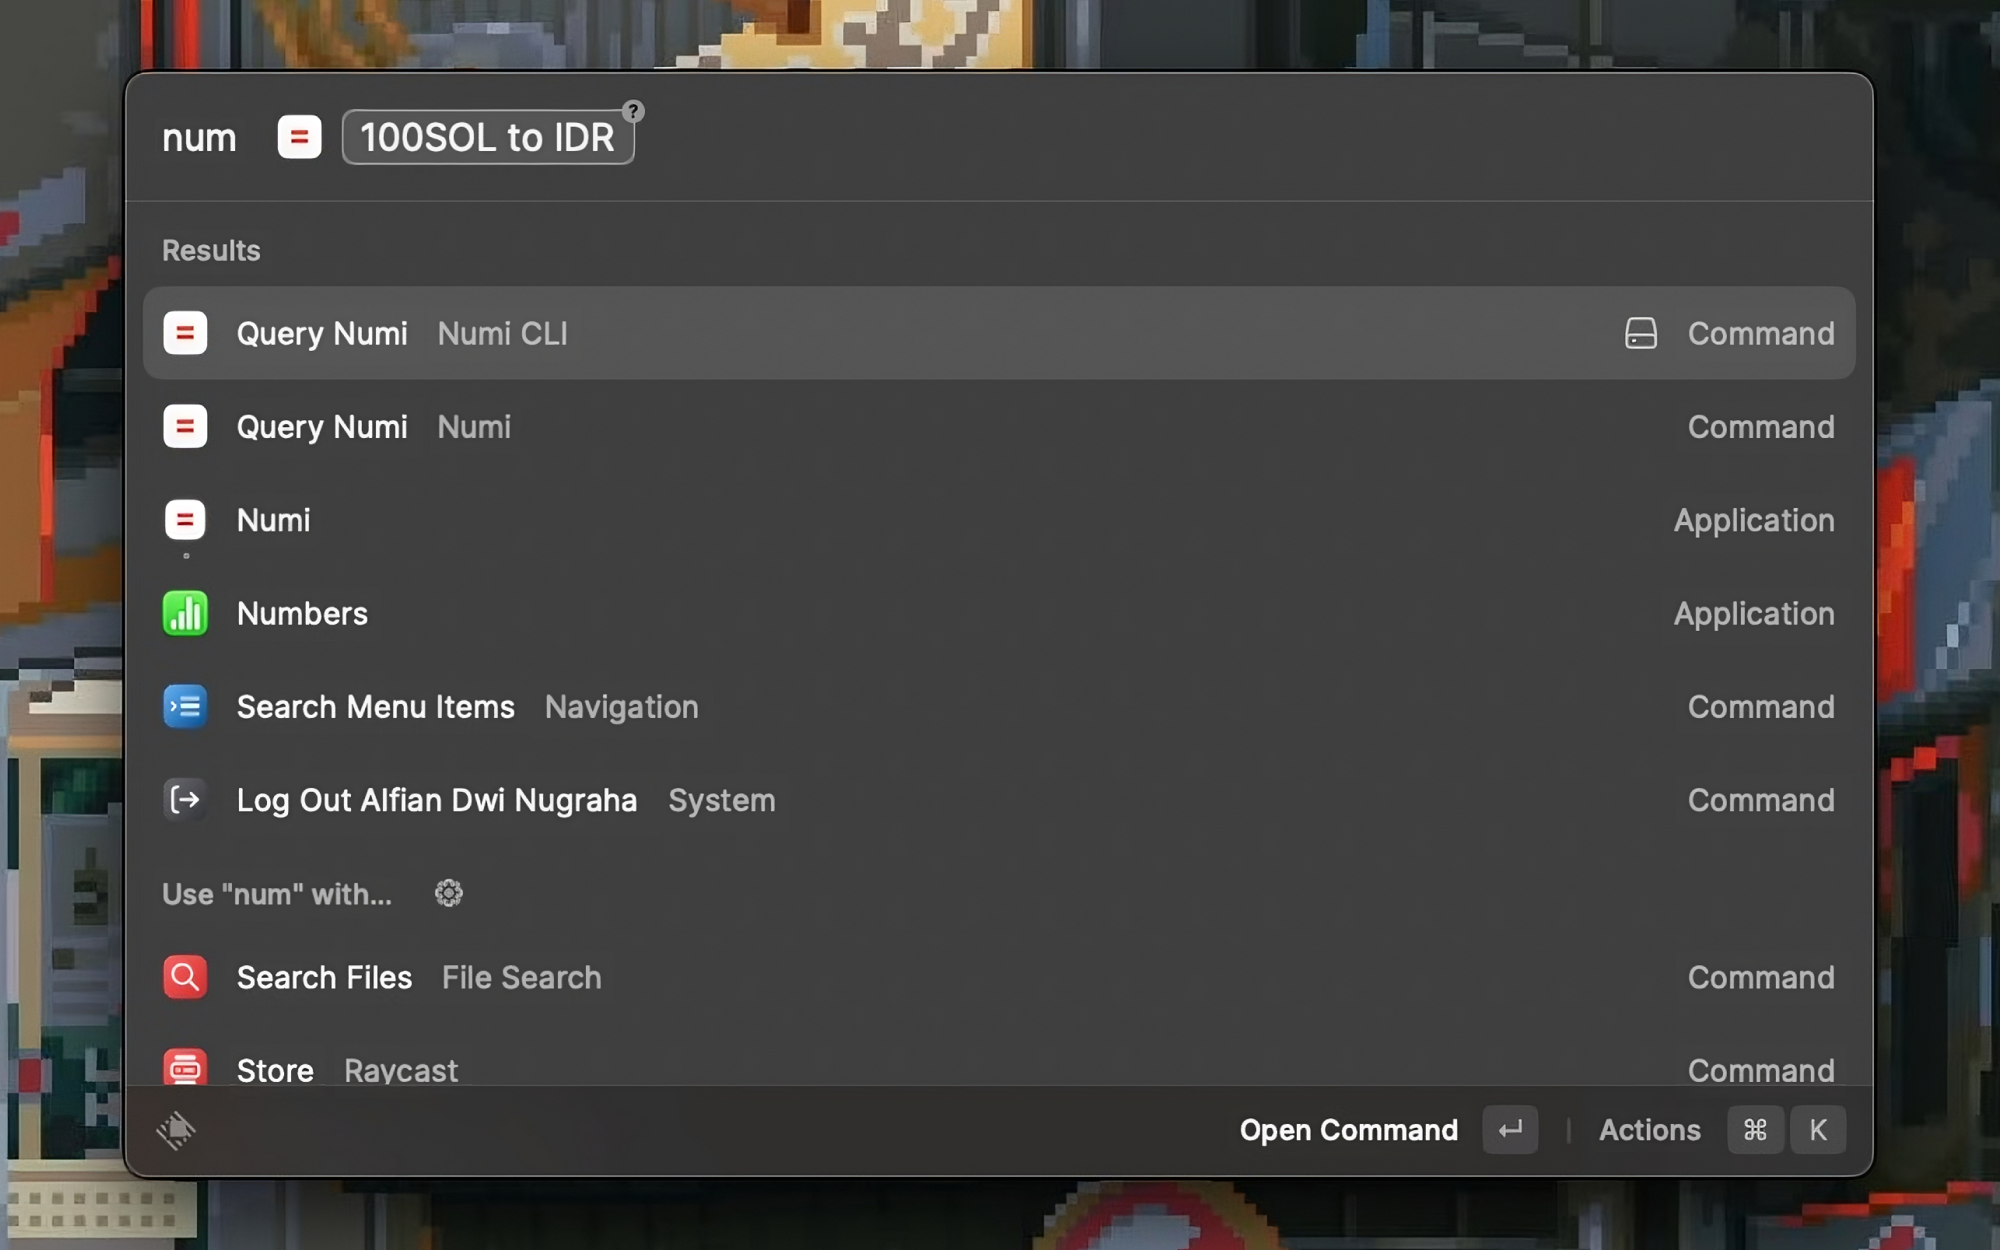 num = 100SOL to IDR ?
Results
Query Numi Numi CLI Command
Query Numi Numi Command
Numi Application
Numbers Application
Search Menu Items Navigation Command
Log Out Alfian Dwi Nugraha System Command
Use "num" with...
Search Files File Search Command
Store Raycast Command
Open Command ↵ Actions ⌘ K